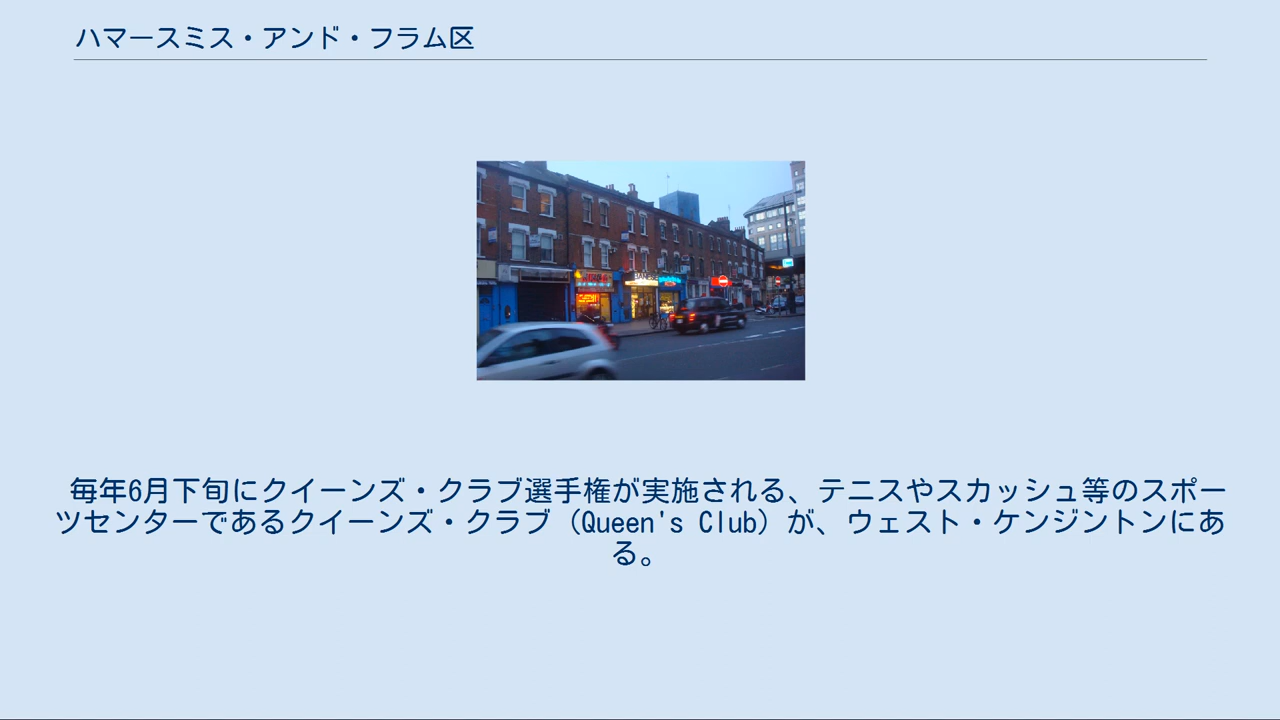 ハマースミス・アンド・フラム区
毎年6月下旬にクイーンズ・クラブ選手権が実施される、テニスやスカッシュ等のスポー
ツセンターであるクイーンズ・クラブ（Queen's Club）が、ウェスト・ケンジントンにあ
る。